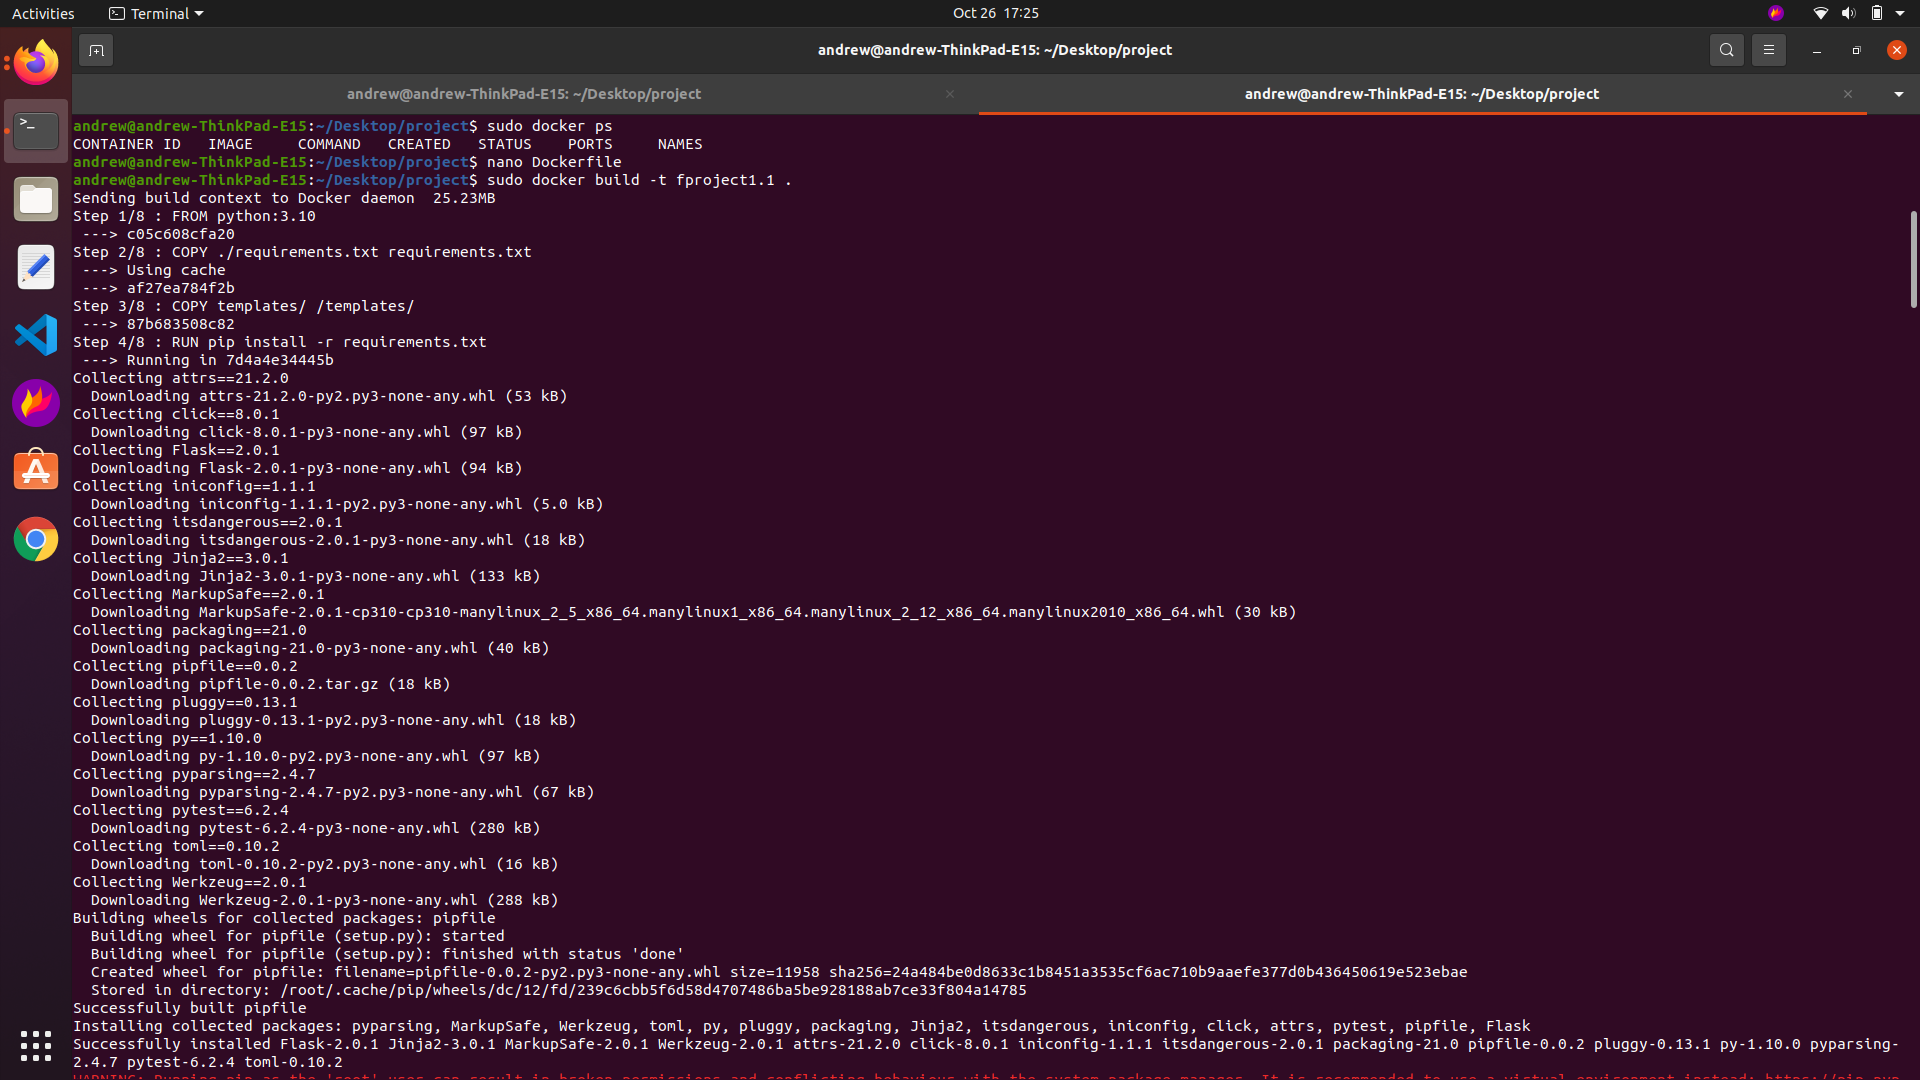 Activities
Terminal
Oct 26 17:25
andrew@andrew-ThinkPad-E15: ~/Desktop/project
andrew@andrew-ThinkPad-E15: ~/Desktop/project
andrew@andrew-ThinkPad-E15: ~/Desktop/project
andrew@andrew-ThinkPad-E15:~/Desktop/project$ sudo docker ps
CONTAINER ID   IMAGE     COMMAND   CREATED   STATUS    PORTS     NAMES
andrew@andrew-ThinkPad-E15:~/Desktop/project$ nano Dockerfile
andrew@andrew-ThinkPad-E15:~/Desktop/project$ sudo docker build -t fproject1.1 .
Sending build context to Docker daemon  25.23MB
Step 1/8 : FROM python:3.10
 ---> c05c608cfa20
Step 2/8 : COPY ./requirements.txt requirements.txt
 ---> Using cache
 ---> af27ea784f2b
Step 3/8 : COPY templates/ /templates/
 ---> 87b683508c82
Step 4/8 : RUN pip install -r requirements.txt
 ---> Running in 7d4a4e34445b
Collecting attrs==21.2.0
  Downloading attrs-21.2.0-py2.py3-none-any.whl (53 kB)
Collecting click==8.0.1
  Downloading click-8.0.1-py3-none-any.whl (97 kB)
Collecting Flask==2.0.1
  Downloading Flask-2.0.1-py3-none-any.whl (94 kB)
Collecting iniconfig==1.1.1
  Downloading iniconfig-1.1.1-py2.py3-none-any.whl (5.0 kB)
Collecting itsdangerous==2.0.1
  Downloading itsdangerous-2.0.1-py3-none-any.whl (18 kB)
Collecting Jinja2==3.0.1
  Downloading Jinja2-3.0.1-py3-none-any.whl (133 kB)
Collecting MarkupSafe==2.0.1
  Downloading MarkupSafe-2.0.1-cp310-cp310-manylinux_2_5_x86_64.manylinux1_x86_64.manylinux_2_12_x86_64.manylinux2010_x86_64.whl (30 kB)
Collecting packaging==21.0
  Downloading packaging-21.0-py3-none-any.whl (40 kB)
Collecting pipfile==0.0.2
  Downloading pipfile-0.0.2.tar.gz (18 kB)
Collecting pluggy==0.13.1
  Downloading pluggy-0.13.1-py2.py3-none-any.whl (18 kB)
Collecting py==1.10.0
  Downloading py-1.10.0-py2.py3-none-any.whl (97 kB)
Collecting pyparsing==2.4.7
  Downloading pyparsing-2.4.7-py2.py3-none-any.whl (67 kB)
Collecting pytest==6.2.4
  Downloading pytest-6.2.4-py3-none-any.whl (280 kB)
Collecting toml==0.10.2
  Downloading toml-0.10.2-py2.py3-none-any.whl (16 kB)
Collecting Werkzeug==2.0.1
  Downloading Werkzeug-2.0.1-py3-none-any.whl (288 kB)
Building wheels for collected packages: pipfile
  Building wheel for pipfile (setup.py): started
  Building wheel for pipfile (setup.py): finished with status 'done'
  Created wheel for pipfile: filename=pipfile-0.0.2-py2.py3-none-any.whl size=11958 sha256=24a484be0d8633c1b8451a3535cf6ac710b9aaefe377d0b436450619e523ebae
  Stored in directory: /root/.cache/pip/wheels/dc/12/fd/239c6cbb5f6d58d4707486ba5be928188ab7ce33f804a14785
Successfully built pipfile
Installing collected packages: pyparsing, MarkupSafe, Werkzeug, toml, py, pluggy, packaging, Jinja2, itsdangerous, iniconfig, click, attrs, pytest, pipfile, Flask
Successfully installed Flask-2.0.1 Jinja2-3.0.1 MarkupSafe-2.0.1 Werkzeug-2.0.1 attrs-21.2.0 click-8.0.1 iniconfig-1.1.1 itsdangerous-2.0.1 packaging-21.0 pipfile-0.0.2 pluggy-0.13.1 py-1.10.0 pyparsing-
2.4.7 pytest-6.2.4 toml-0.10.2